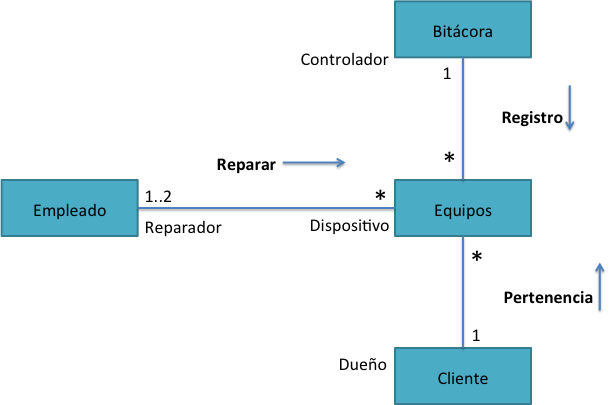 Bitácora
Controlador
1
Registro
*
Reparar
Empleado
1..2
*
Equipos
Reparador
Dispositivo
*
Pertenencia
1
Dueño
Cliente